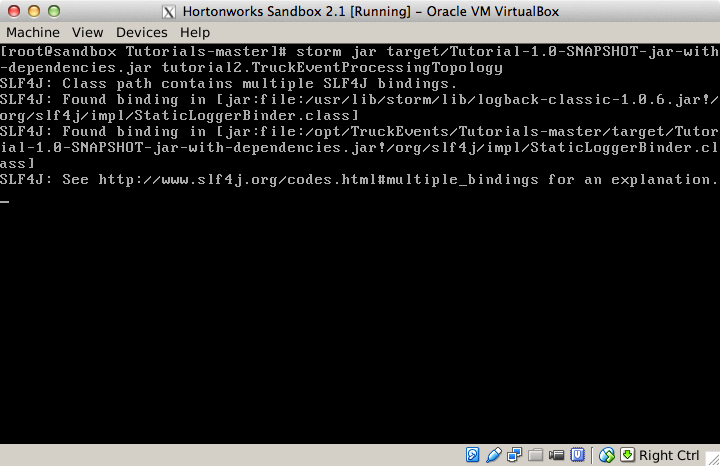 Hortonworks Sandbox 2.1 [Running] – Oracle VM VirtualBox
Machine View Devices Help
[root@sandbox Tutorials-master]# storm jar target/Tutorial-1.0-SNAPSHOT-jar-with
-dependencies.jar tutorial2.TruckEventProcessingTopology
SLF4J: Class path contains multiple SLF4J bindings.
SLF4J: Found binding in [jar:file:/usr/lib/storm/lib/logback-classic-1.0.6.jar!/
org/slf4j/impl/StaticLoggerBinder.class]
SLF4J: Found binding in [jar:file:/opt/TruckEvents/Tutorials-master/target/Tutor
ial-1.0-SNAPSHOT-jar-with-dependencies.jar!/org/slf4j/impl/StaticLoggerBinder.cl
ass]
SLF4J: See http://www.slf4j.org/codes.html#multiple_bindings for an explanation.
_
Right Ctrl